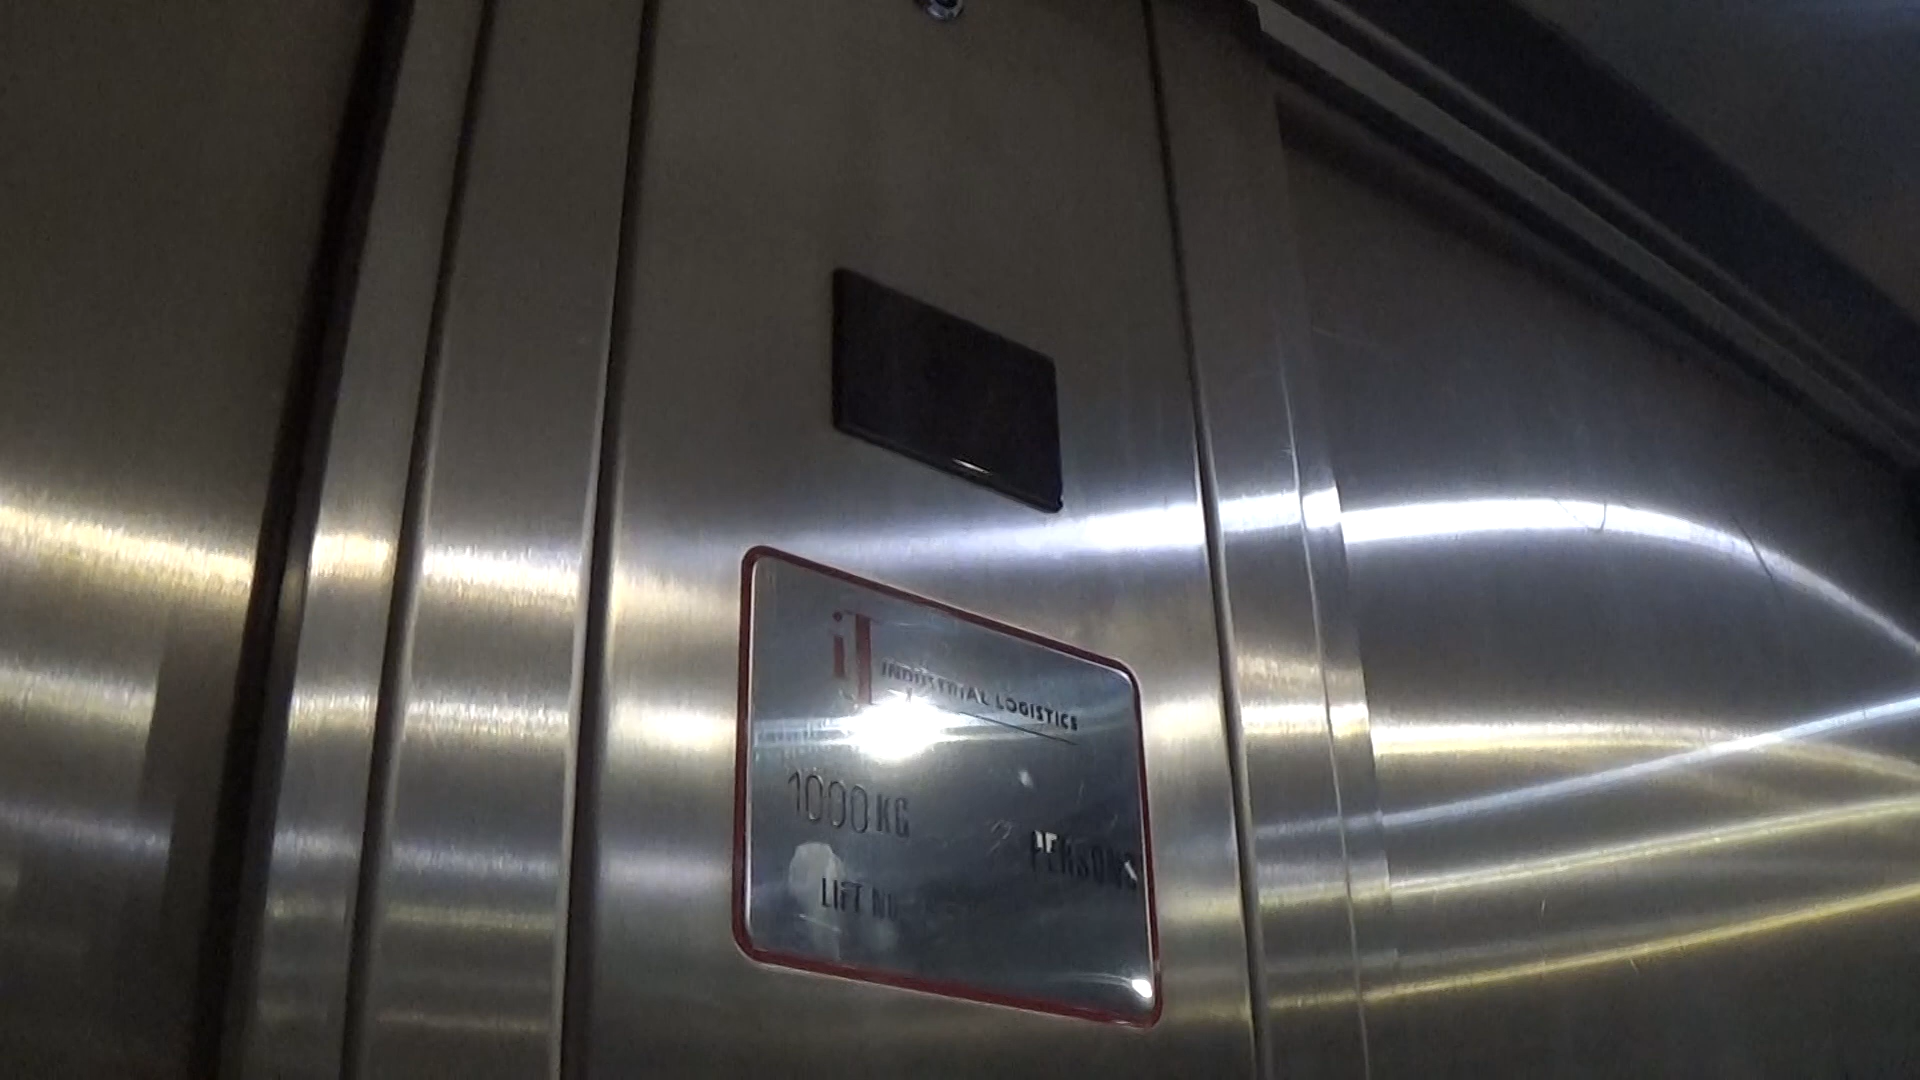 iL
INDUSTRIAL LOGISTICS
1000 KG
PERSONS
LIFT NO